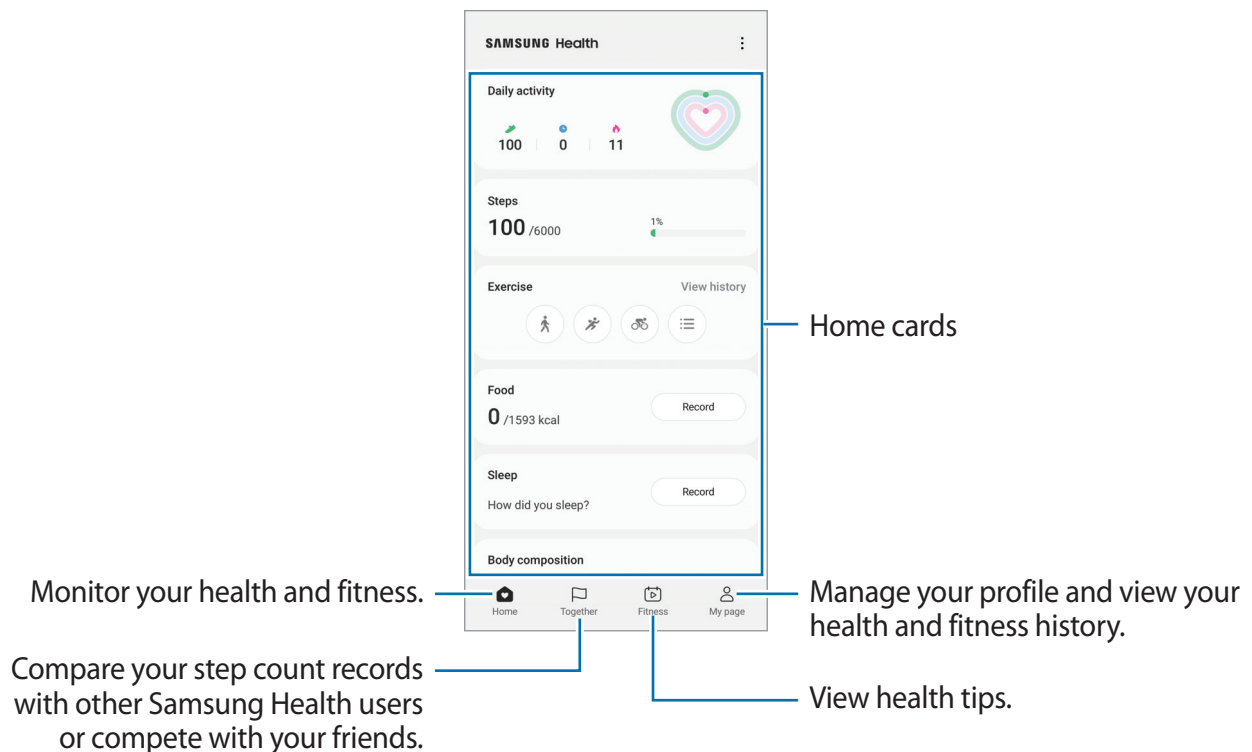 SAMSUNG Health
Daily activity
100 0 11
Steps
100 /6000
1%
Exercise
View history
Food
0 /1593 kcal
Record
Sleep
How did you sleep?
Record
Body composition
Home
Together
Fitness
My page
Home cards
Monitor your health and fitness.
Compare your step count records
with other Samsung Health users
or compete with your friends.
Manage your profile and view your
health and fitness history.
View health tips.